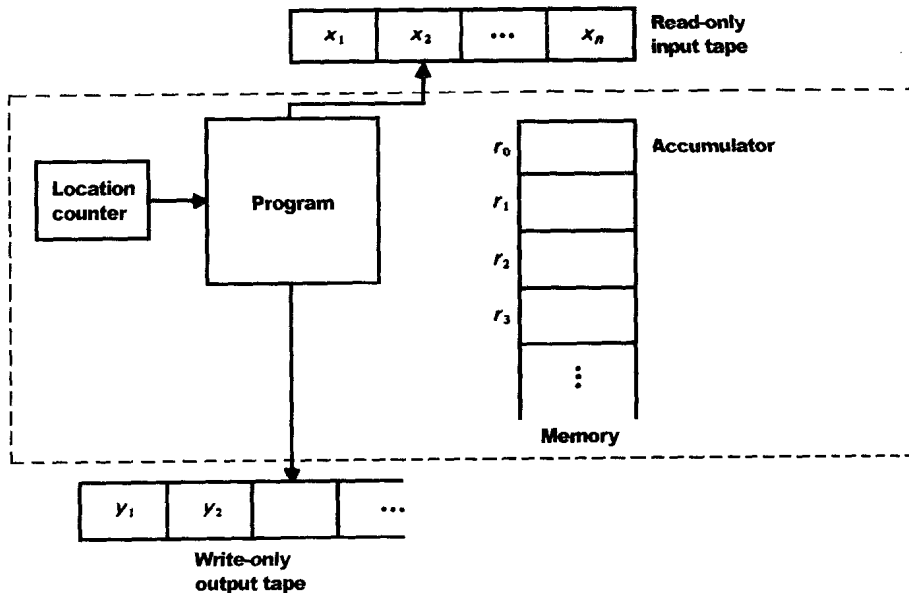 x₁ x₂ ... xₙ
Read-only
input tape
Location
counter
Program
r₀
Accumulator
r₁
r₂
r₃
⋮
Memory
y₁ y₂ ...
Write-only
output tape